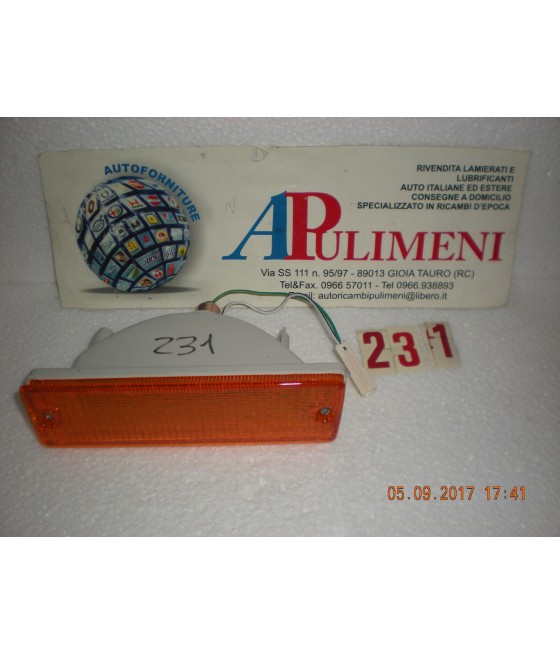 AUTOFORNITURE
RIVENDITA LAMIERATI E
LUBRIFICANTI
AUTO ITALIANE ED ESTERE
CONSEGNE A DOMICILIO
SPECIALIZZATO IN RICAMBI D'EPOCA
APULIMENI
Via SS 111 n. 95/97 - 89013 GIOIA TAURO (RC)
Tel&Fax. 0966 57011 - Tel 0966.938893
il: autoricambipulimeni@libero.it
231
231
05.09.2017 17:41